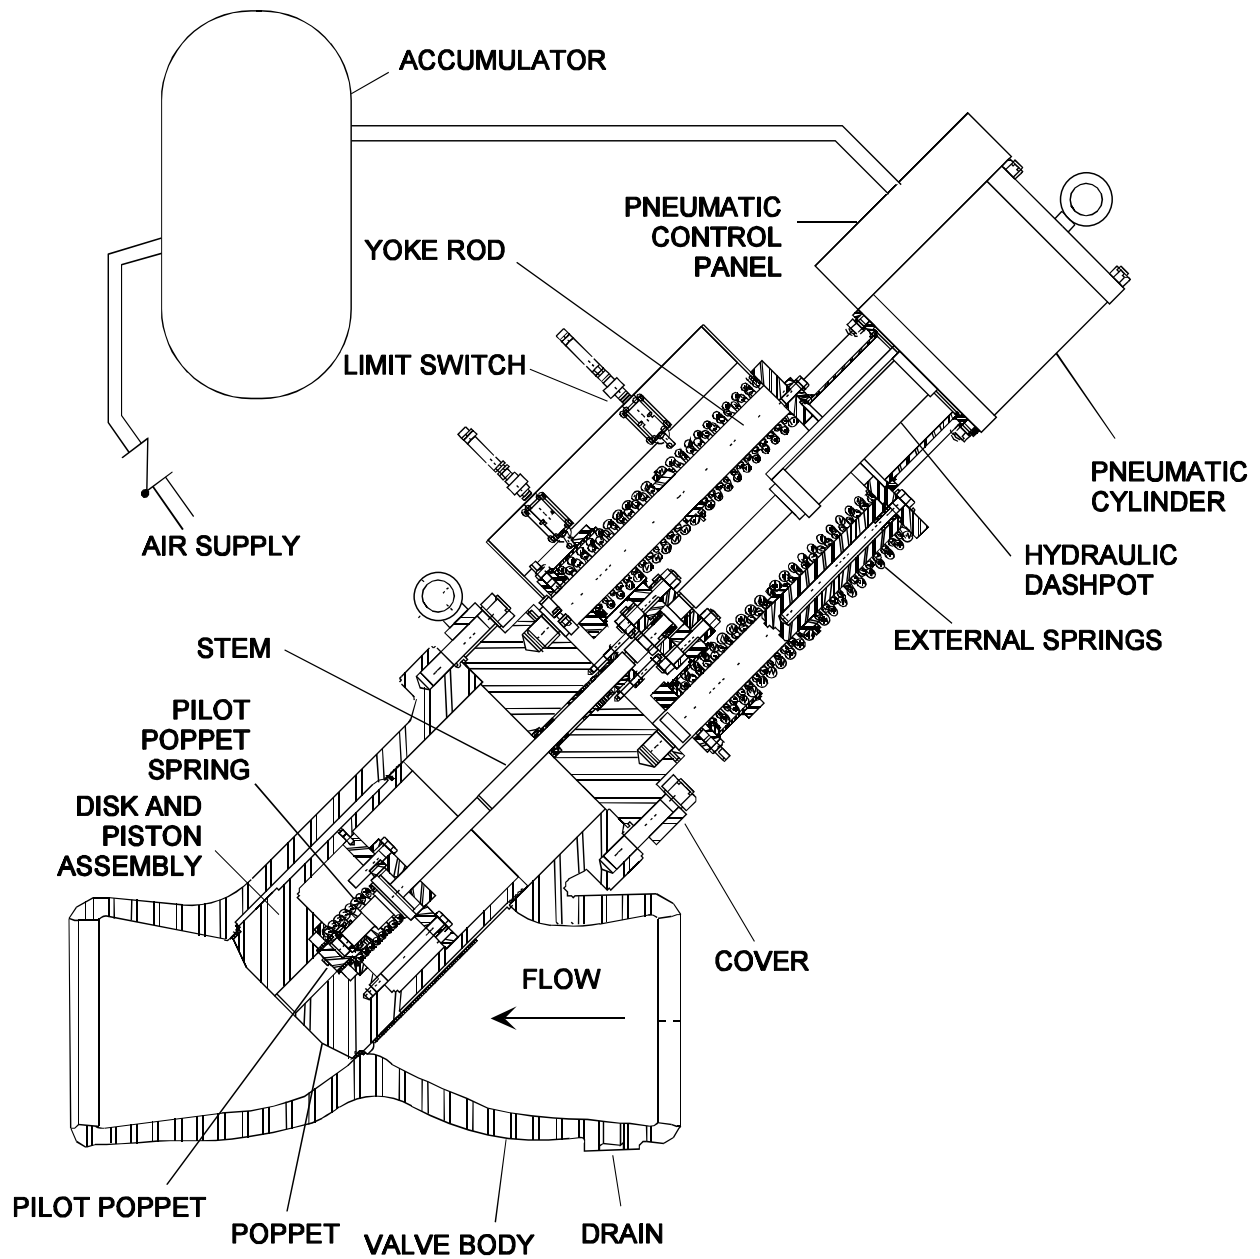 ACCUMULATOR
PNEUMATIC
CONTROL
PANEL
YOKE ROD
LIMIT SWITCH
PNEUMATIC
CYLINDER
AIR SUPPLY
HYDRAULIC
DASHPOT
EXTERNAL SPRINGS
STEM
PILOT
POPPET
SPRING
DISK AND
PISTON
ASSEMBLY
COVER
FLOW
PILOT POPPET
POPPET
VALVE BODY
DRAIN